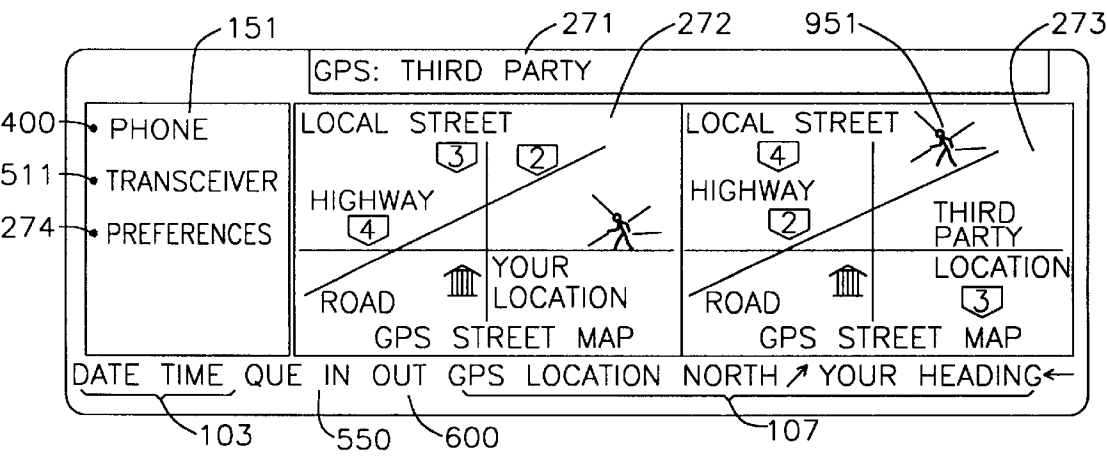 151 271 272 951 273
GPS: THIRD PARTY
400 • PHONE
511 • TRANSCEIVER
274 • PREFERENCES
LOCAL STREET
3 2
HIGHWAY
4
YOUR
ROAD LOCATION
GPS STREET MAP
LOCAL STREET
4
HIGHWAY
2
THIRD
PARTY
LOCATION
ROAD 3
GPS STREET MAP
DATE TIME QUE IN OUT GPS LOCATION NORTH ↗ YOUR HEADING ←
103 550 600 107